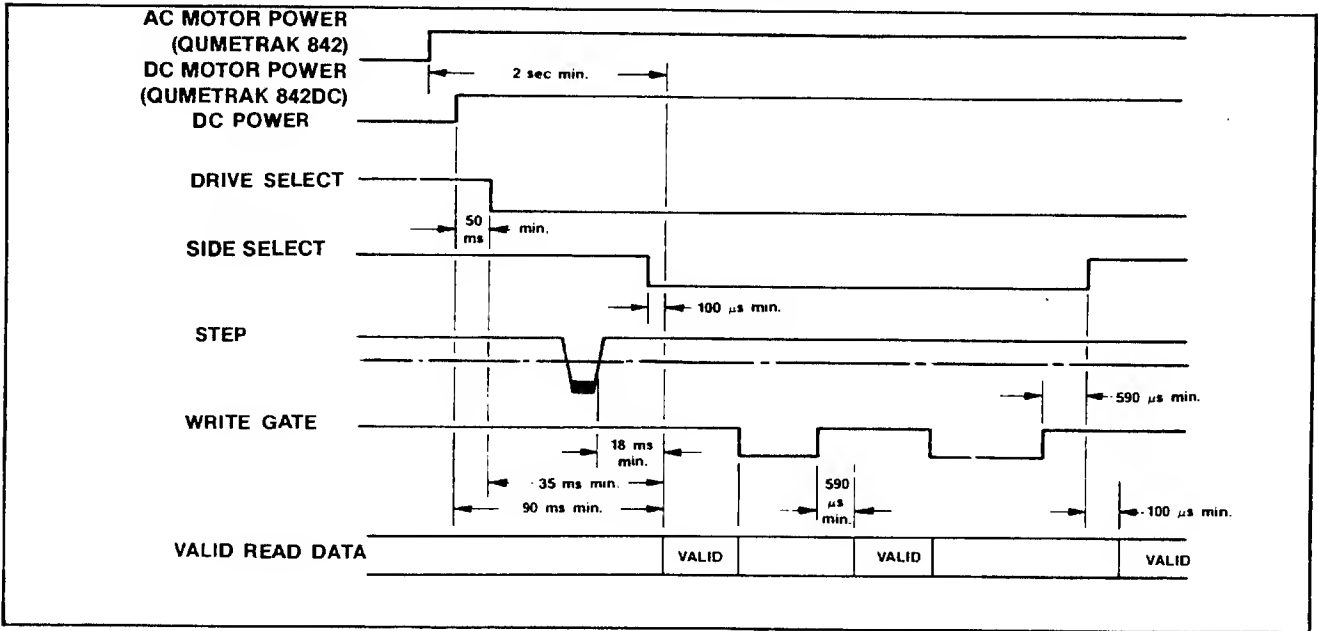 AC MOTOR POWER
(QUMETRAK 842)
DC MOTOR POWER
(QUMETRAK 842DC)
DC POWER
2 sec min.
DRIVE SELECT
50
ms
min.
SIDE SELECT
100 µs min.
STEP
590 µs min.
WRITE GATE
18 ms
min.
35 ms min.
590
µs
min.
90 ms min.
100 µs min.
VALID READ DATA
VALID
VALID
VALID